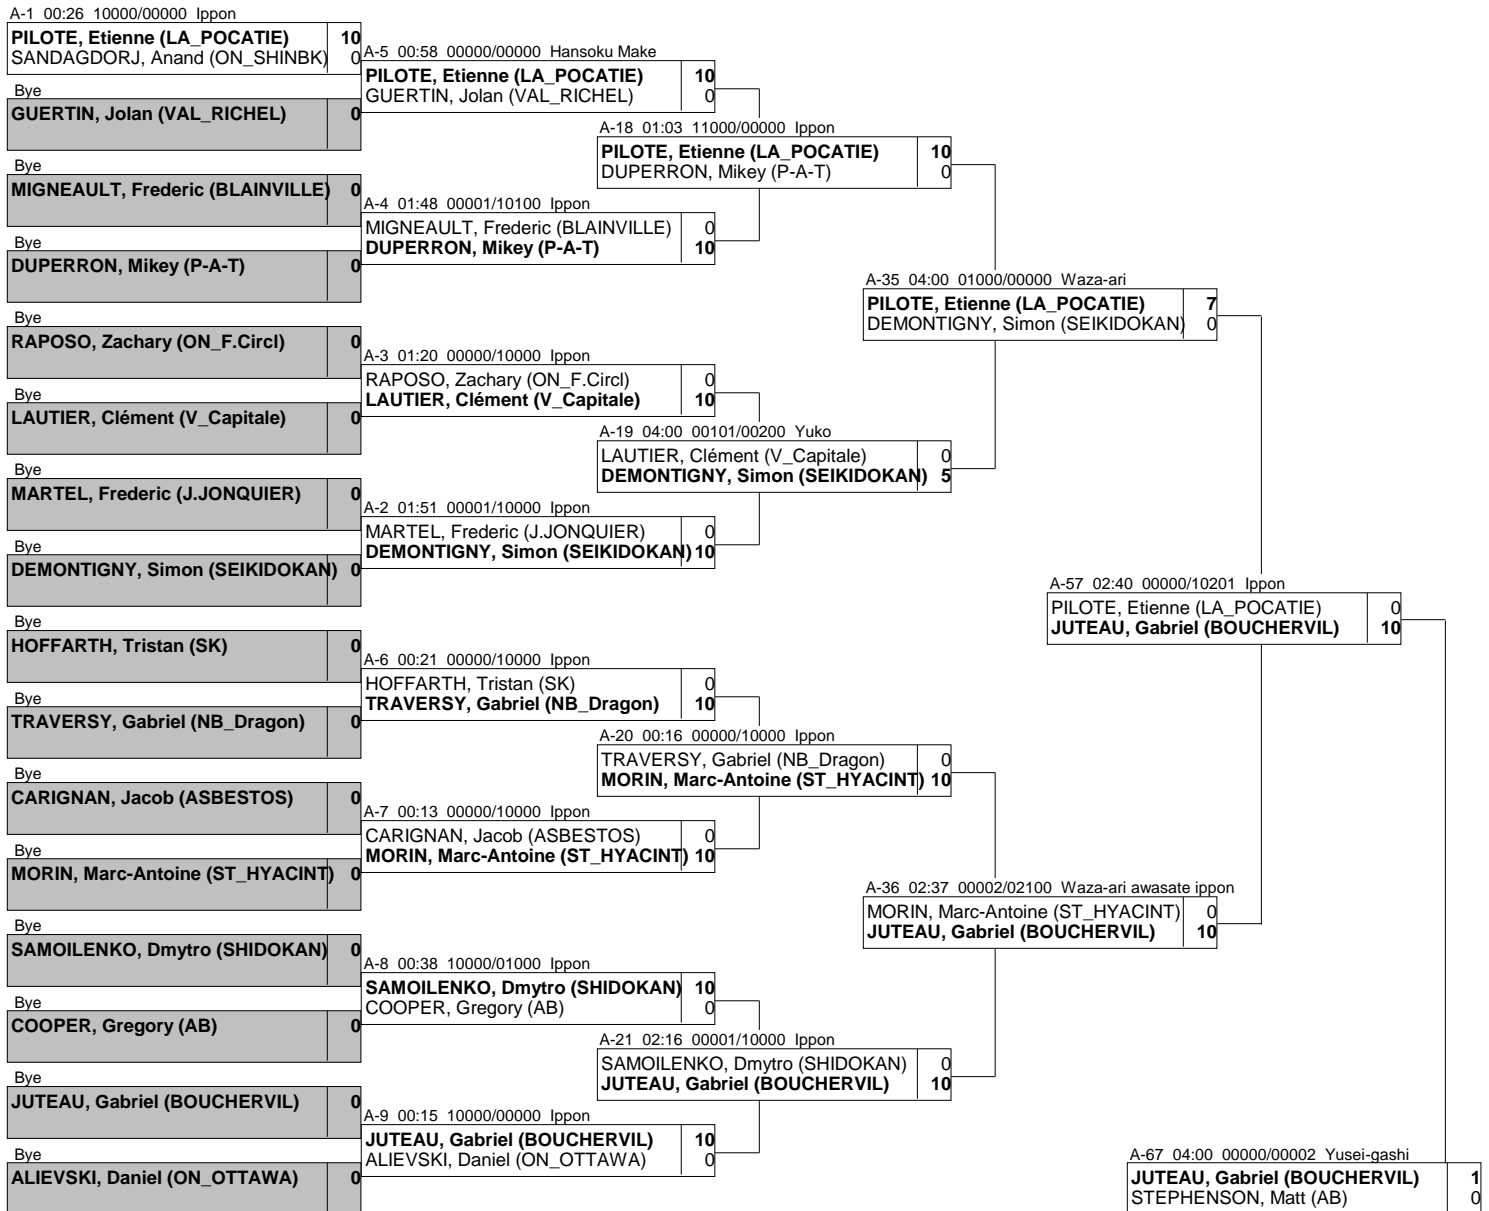 A-1 00:26 10000/00000 Ippon
PILOTE, Etienne (LA_POCATIE) 10
SANDAGDORJ, Anand (ON_SHINBK) 0
Bye
GUERTIN, Jolan (VAL_RICHEL) 0
Bye
MIGNEAULT, Frederic (BLAINVILLE) 0
Bye
DUPERRON, Mikey (P-A-T) 0
Bye
RAPOSO, Zachary (ON_F.Circl) 0
Bye
LAUTIER, Clément (V_Capitale) 0
Bye
MARTEL, Frederic (J.JONQUIER) 0
Bye
DEMONTIGNY, Simon (SEIKIDOKAN) 0
Bye
HOFFARTH, Tristan (SK) 0
Bye
TRAVERSY, Gabriel (NB_Dragon) 0
Bye
CARIGNAN, Jacob (ASBESTOS) 0
Bye
MORIN, Marc-Antoine (ST_HYACINT) 0
Bye
SAMOILENKO, Dmytro (SHIDOKAN) 0
Bye
COOPER, Gregory (AB) 0
Bye
JUTEAU, Gabriel (BOUCHERVIL) 0
Bye
ALIEVSKI, Daniel (ON_OTTAWA) 0
A-5 00:58 00000/00000 Hansoku Make
PILOTE, Etienne (LA_POCATIE) 10
GUERTIN, Jolan (VAL_RICHEL) 0
A-4 01:48 00001/10100 Ippon
MIGNEAULT, Frederic (BLAINVILLE) 0
DUPERRON, Mikey (P-A-T) 10
A-3 01:20 00000/10000 Ippon
RAPOSO, Zachary (ON_F.Circl) 0
LAUTIER, Clément (V_Capitale) 10
A-2 01:51 00001/10000 Ippon
MARTEL, Frederic (J.JONQUIER) 0
DEMONTIGNY, Simon (SEIKIDOKAN) 10
A-6 00:21 00000/10000 Ippon
HOFFARTH, Tristan (SK) 0
TRAVERSY, Gabriel (NB_Dragon) 10
A-7 00:13 00000/10000 Ippon
CARIGNAN, Jacob (ASBESTOS) 0
MORIN, Marc-Antoine (ST_HYACINT) 10
A-8 00:38 10000/01000 Ippon
SAMOILENKO, Dmytro (SHIDOKAN) 10
COOPER, Gregory (AB) 0
A-9 00:15 10000/00000 Ippon
JUTEAU, Gabriel (BOUCHERVIL) 10
ALIEVSKI, Daniel (ON_OTTAWA) 0
A-18 01:03 11000/00000 Ippon
PILOTE, Etienne (LA_POCATIE) 10
DUPERRON, Mikey (P-A-T) 0
A-19 04:00 00101/00200 Yuko
LAUTIER, Clément (V_Capitale) 0
DEMONTIGNY, Simon (SEIKIDOKAN) 5
A-20 00:16 00000/10000 Ippon
TRAVERSY, Gabriel (NB_Dragon) 0
MORIN, Marc-Antoine (ST_HYACINT) 10
A-21 02:16 00001/10000 Ippon
SAMOILENKO, Dmytro (SHIDOKAN) 0
JUTEAU, Gabriel (BOUCHERVIL) 10
A-35 04:00 01000/00000 Waza-ari
PILOTE, Etienne (LA_POCATIE) 7
DEMONTIGNY, Simon (SEIKIDOKAN) 0
A-36 02:37 00002/02100 Waza-ari awasate ippon
MORIN, Marc-Antoine (ST_HYACINT) 0
JUTEAU, Gabriel (BOUCHERVIL) 10
A-57 02:40 00000/10201 Ippon
PILOTE, Etienne (LA_POCATIE) 0
JUTEAU, Gabriel (BOUCHERVIL) 10
A-67 04:00 00000/00002 Yusei-gashi
JUTEAU, Gabriel (BOUCHERVIL) 1
STEPHENSON, Matt (AB) 0